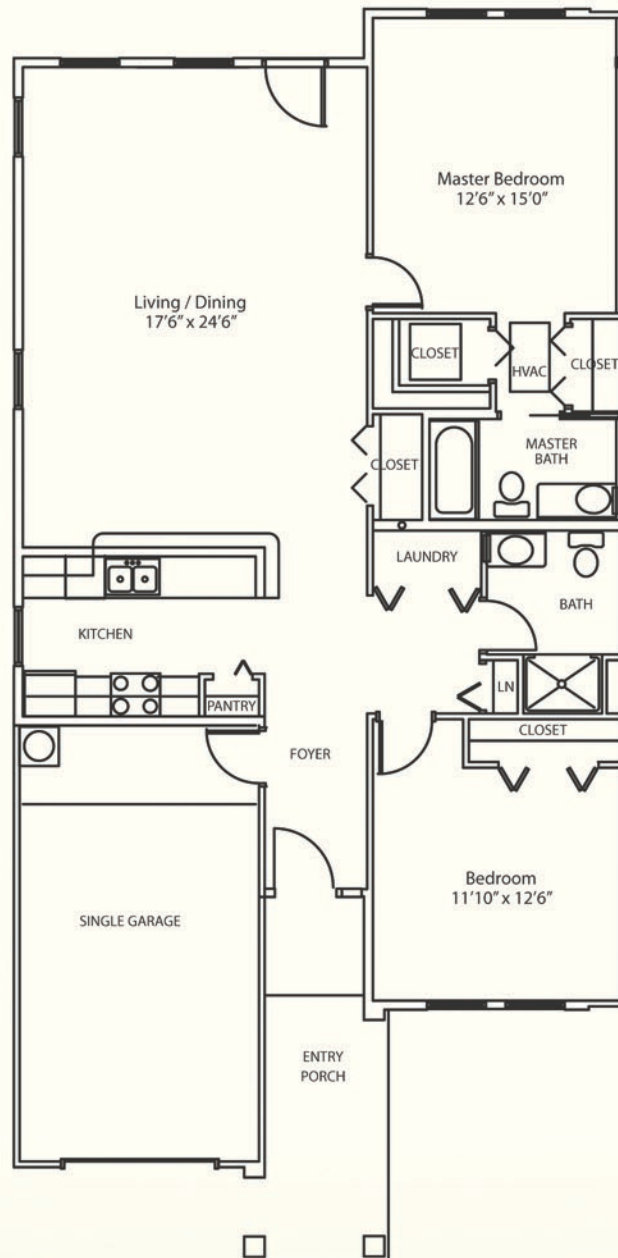 Master Bedroom
12'6" x 15'0"
Living / Dining
17'6" x 24'6"
CLOSET
HVAC
CLOSET
MASTER
BATH
CLOSET
LAUNDRY
BATH
KITCHEN
LN
PANTRY
CLOSET
FOYER
Bedroom
11'10" x 12'6"
SINGLE GARAGE
ENTRY
PORCH